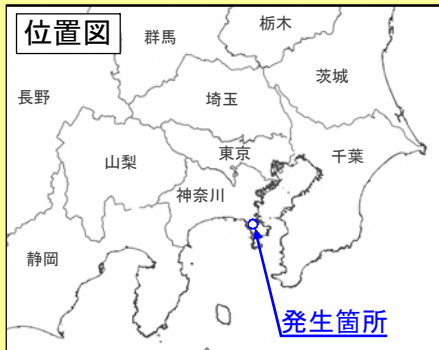 位置図
栃木
群馬
茨城
長野
埼玉
東京
千葉
山梨
神奈川
静岡
発生箇所